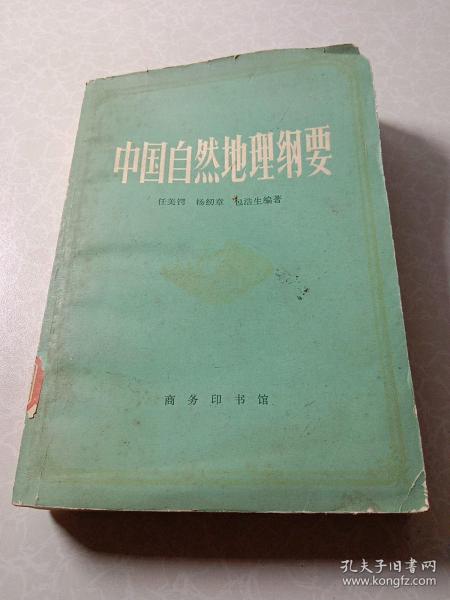 中国自然地理纲要
任美锷 杨纫章 包浩生编著
商务印书馆
孔夫子旧书网
www.kongfz.com